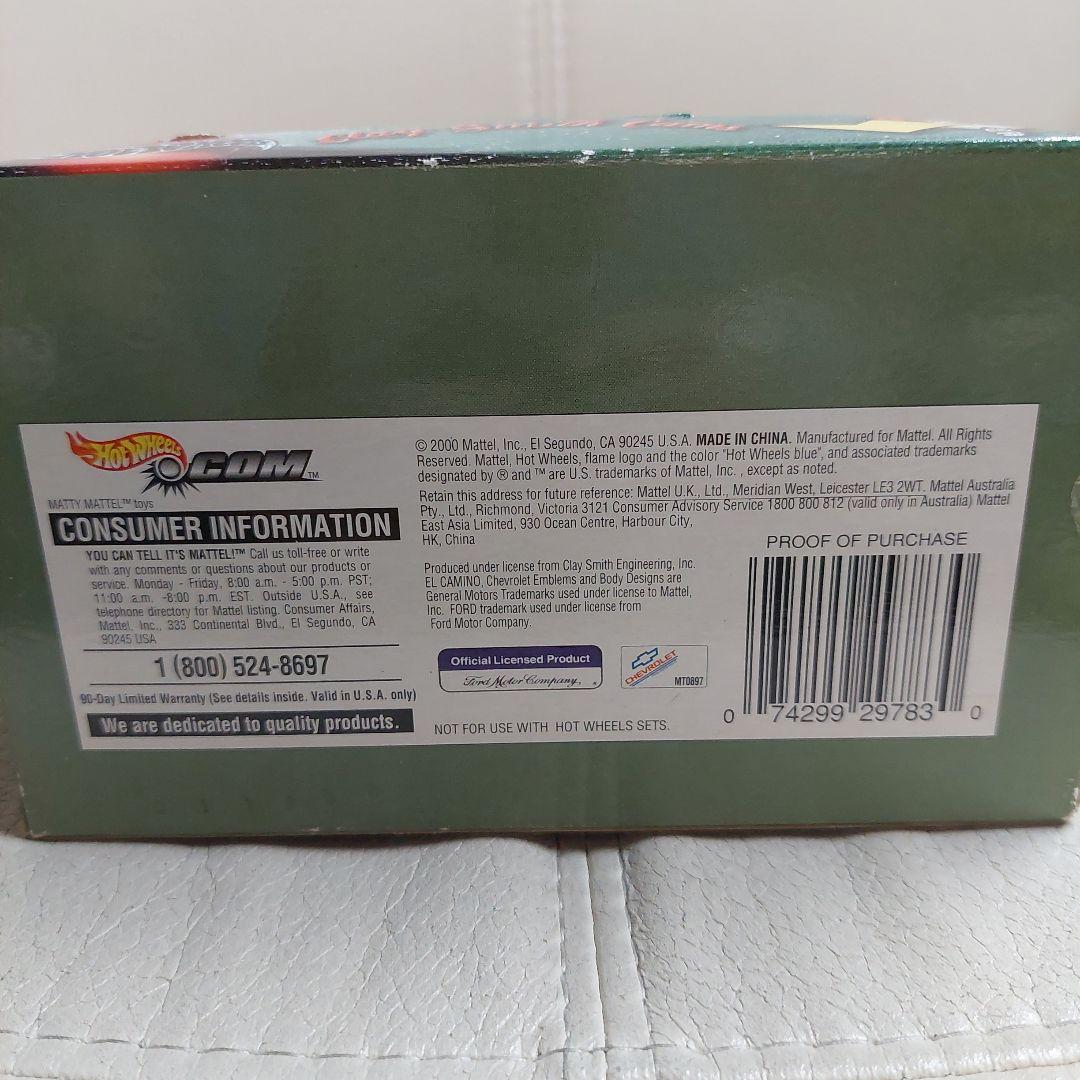 Hot Wheels
.COM™
MATTY MATTEL™ toys
CONSUMER INFORMATION
YOU CAN TELL IT'S MATTEL!™ Call us toll-free or write
with any comments or questions about our products or
service. Monday - Friday, 8:00 a.m. - 5:00 p.m. PST;
11:00 a.m. -8:00 p.m. EST. Outside U.S.A., see
telephone directory for Mattel listing. Consumer Affairs,
Mattel, Inc., 333 Continental Blvd., El Segundo, CA
90245 USA
1 (800) 524-8697
90-Day Limited Warranty (See details inside. Valid in U.S.A. only)
We are dedicated to quality products.
© 2000 Mattel, Inc., El Segundo, CA 90245 U.S.A. MADE IN CHINA. Manufactured for Mattel. All Rights
Reserved. Mattel, Hot Wheels, flame logo and the color "Hot Wheels blue", and associated trademarks
designated by ® and ™ are U.S. trademarks of Mattel, Inc. , except as noted.
Retain this address for future reference: Mattel U.K., Ltd., Meridian West, Leicester LE3 2WT. Mattel Australia
Pty., Ltd., Richmond, Victoria 3121 Consumer Advisory Service 1800 800 812 (valid only in Australia) Mattel
East Asia Limited, 930 Ocean Centre, Harbour City,
HK, China
Produced under license from Clay Smith Engineering, Inc.
EL CAMINO, Chevrolet Emblems and Body Designs are
General Motors Trademarks used under license to Mattel,
Inc. FORD trademark used under license from
Ford Motor Company.
Official Licensed Product
Ford Motor Company
CHEVROLET
MT0897
NOT FOR USE WITH HOT WHEELS SETS.
PROOF OF PURCHASE
0 74299 29783 0